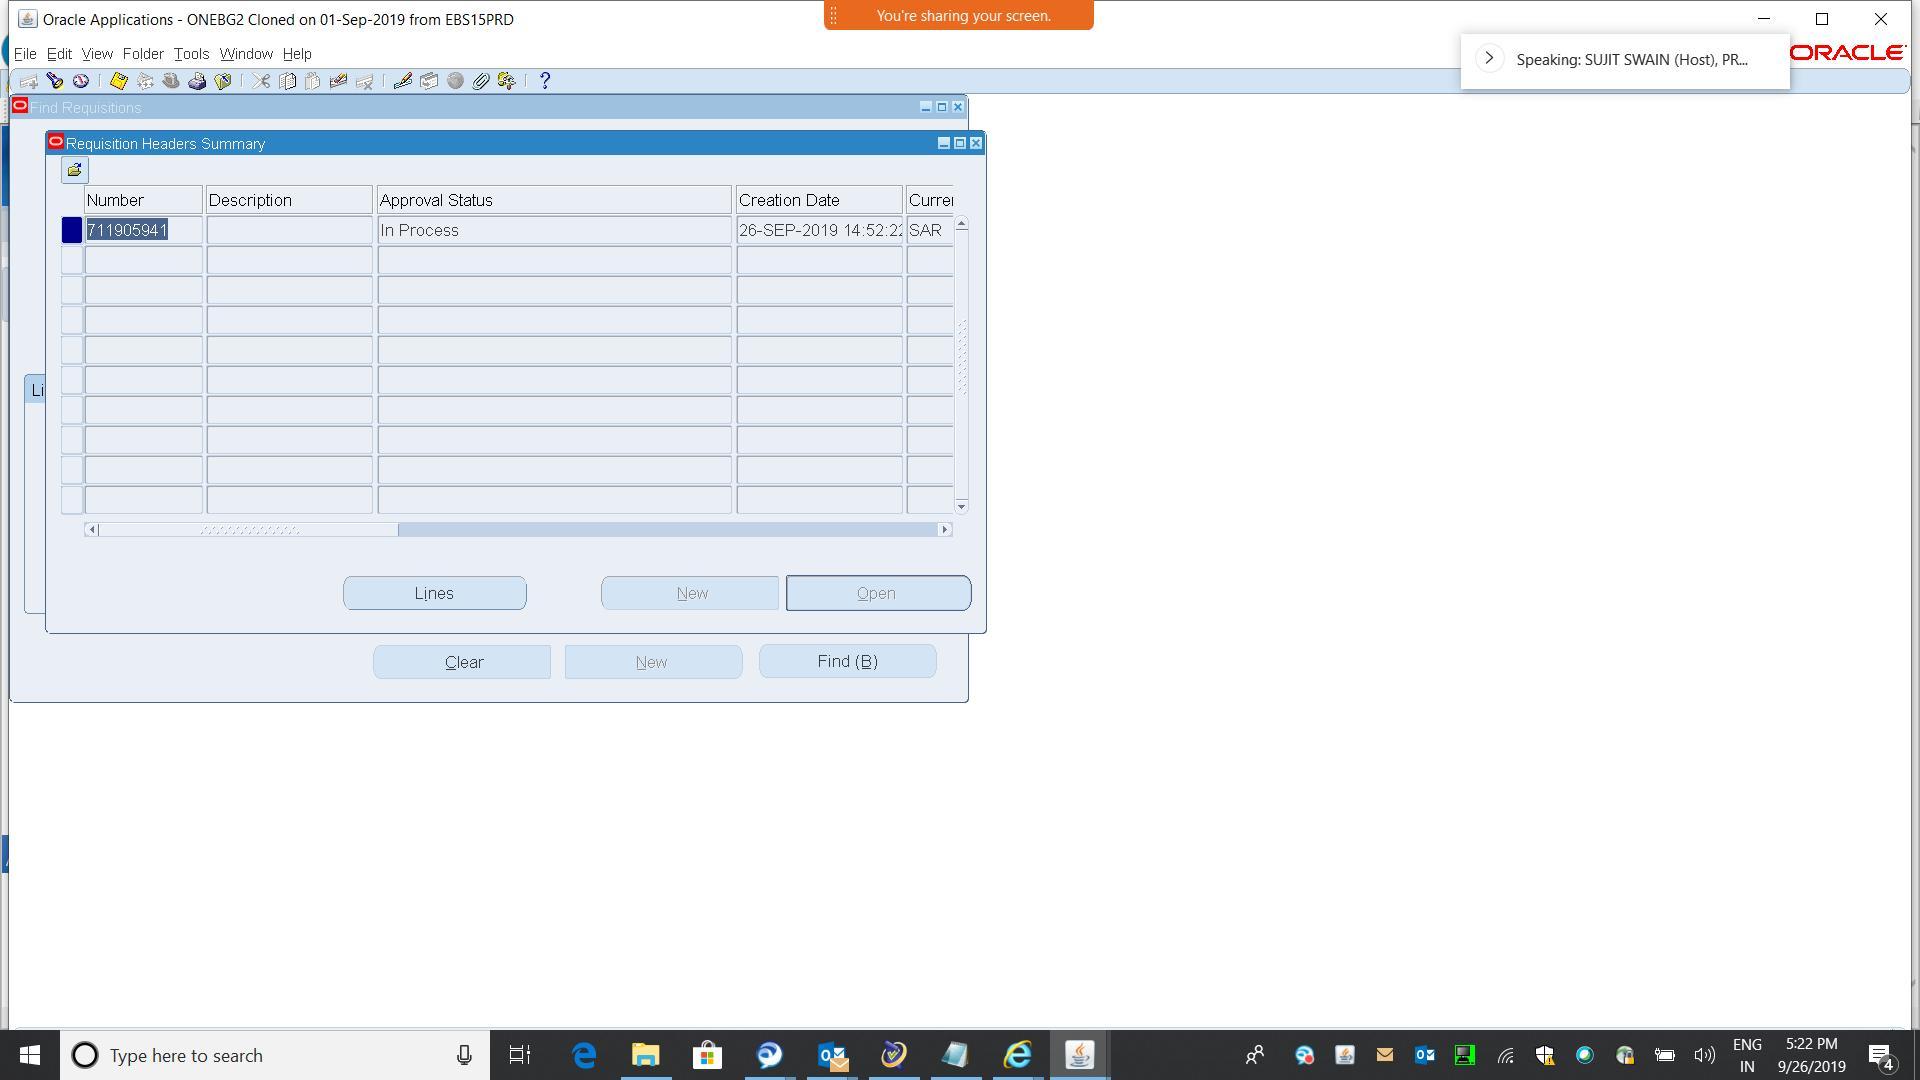 Oracle Applications - ONEBG2 Cloned on 01-Sep-2019 from EBS15PRD
You're sharing your screen.
File Edit View Folder Tools Window Help
Speaking: SUJIT SWAIN (Host), PR...
ORACLE
Find Requisitions
Requisition Headers Summary
Number Description Approval Status Creation Date Currer
711905941 In Process 26-SEP-2019 14:52:22 SAR
Li
Lines New Open
Clear New Find (B)
Type here to search
ENG
IN
5:22 PM
9/26/2019
4